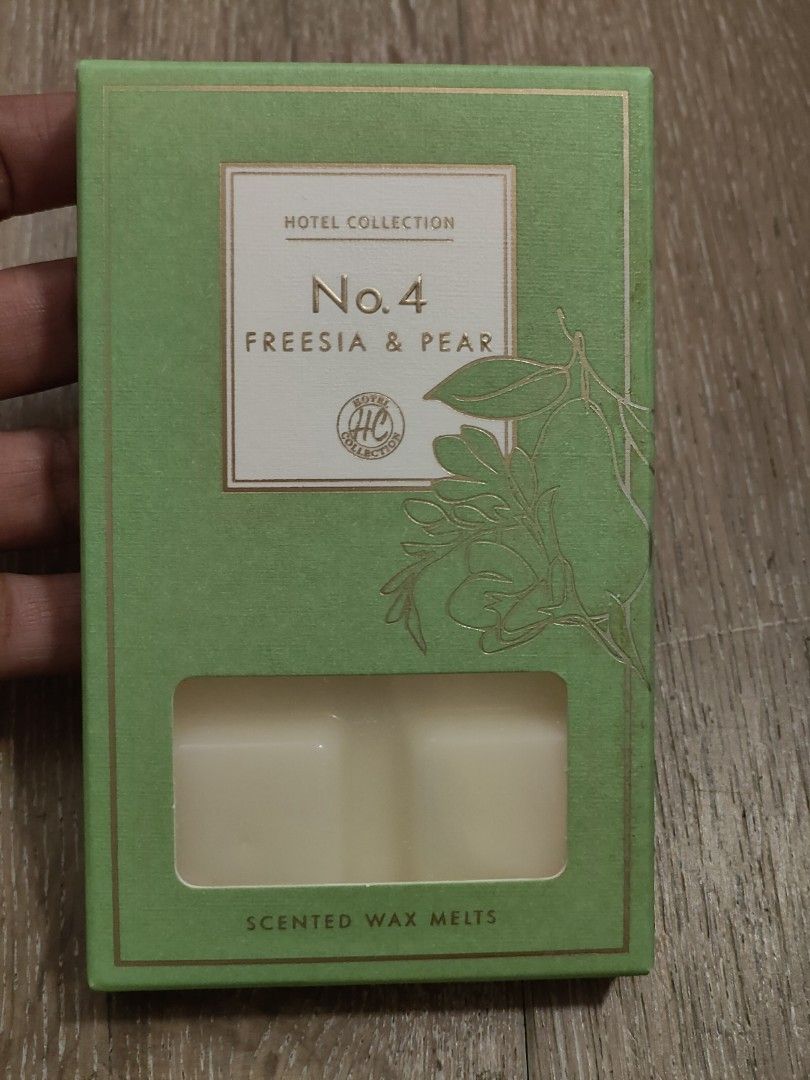 HOTEL COLLECTION
No. 4
FREESIA & PEAR
HOTEL
HC
COLLECTION
SCENTED WAX MELTS